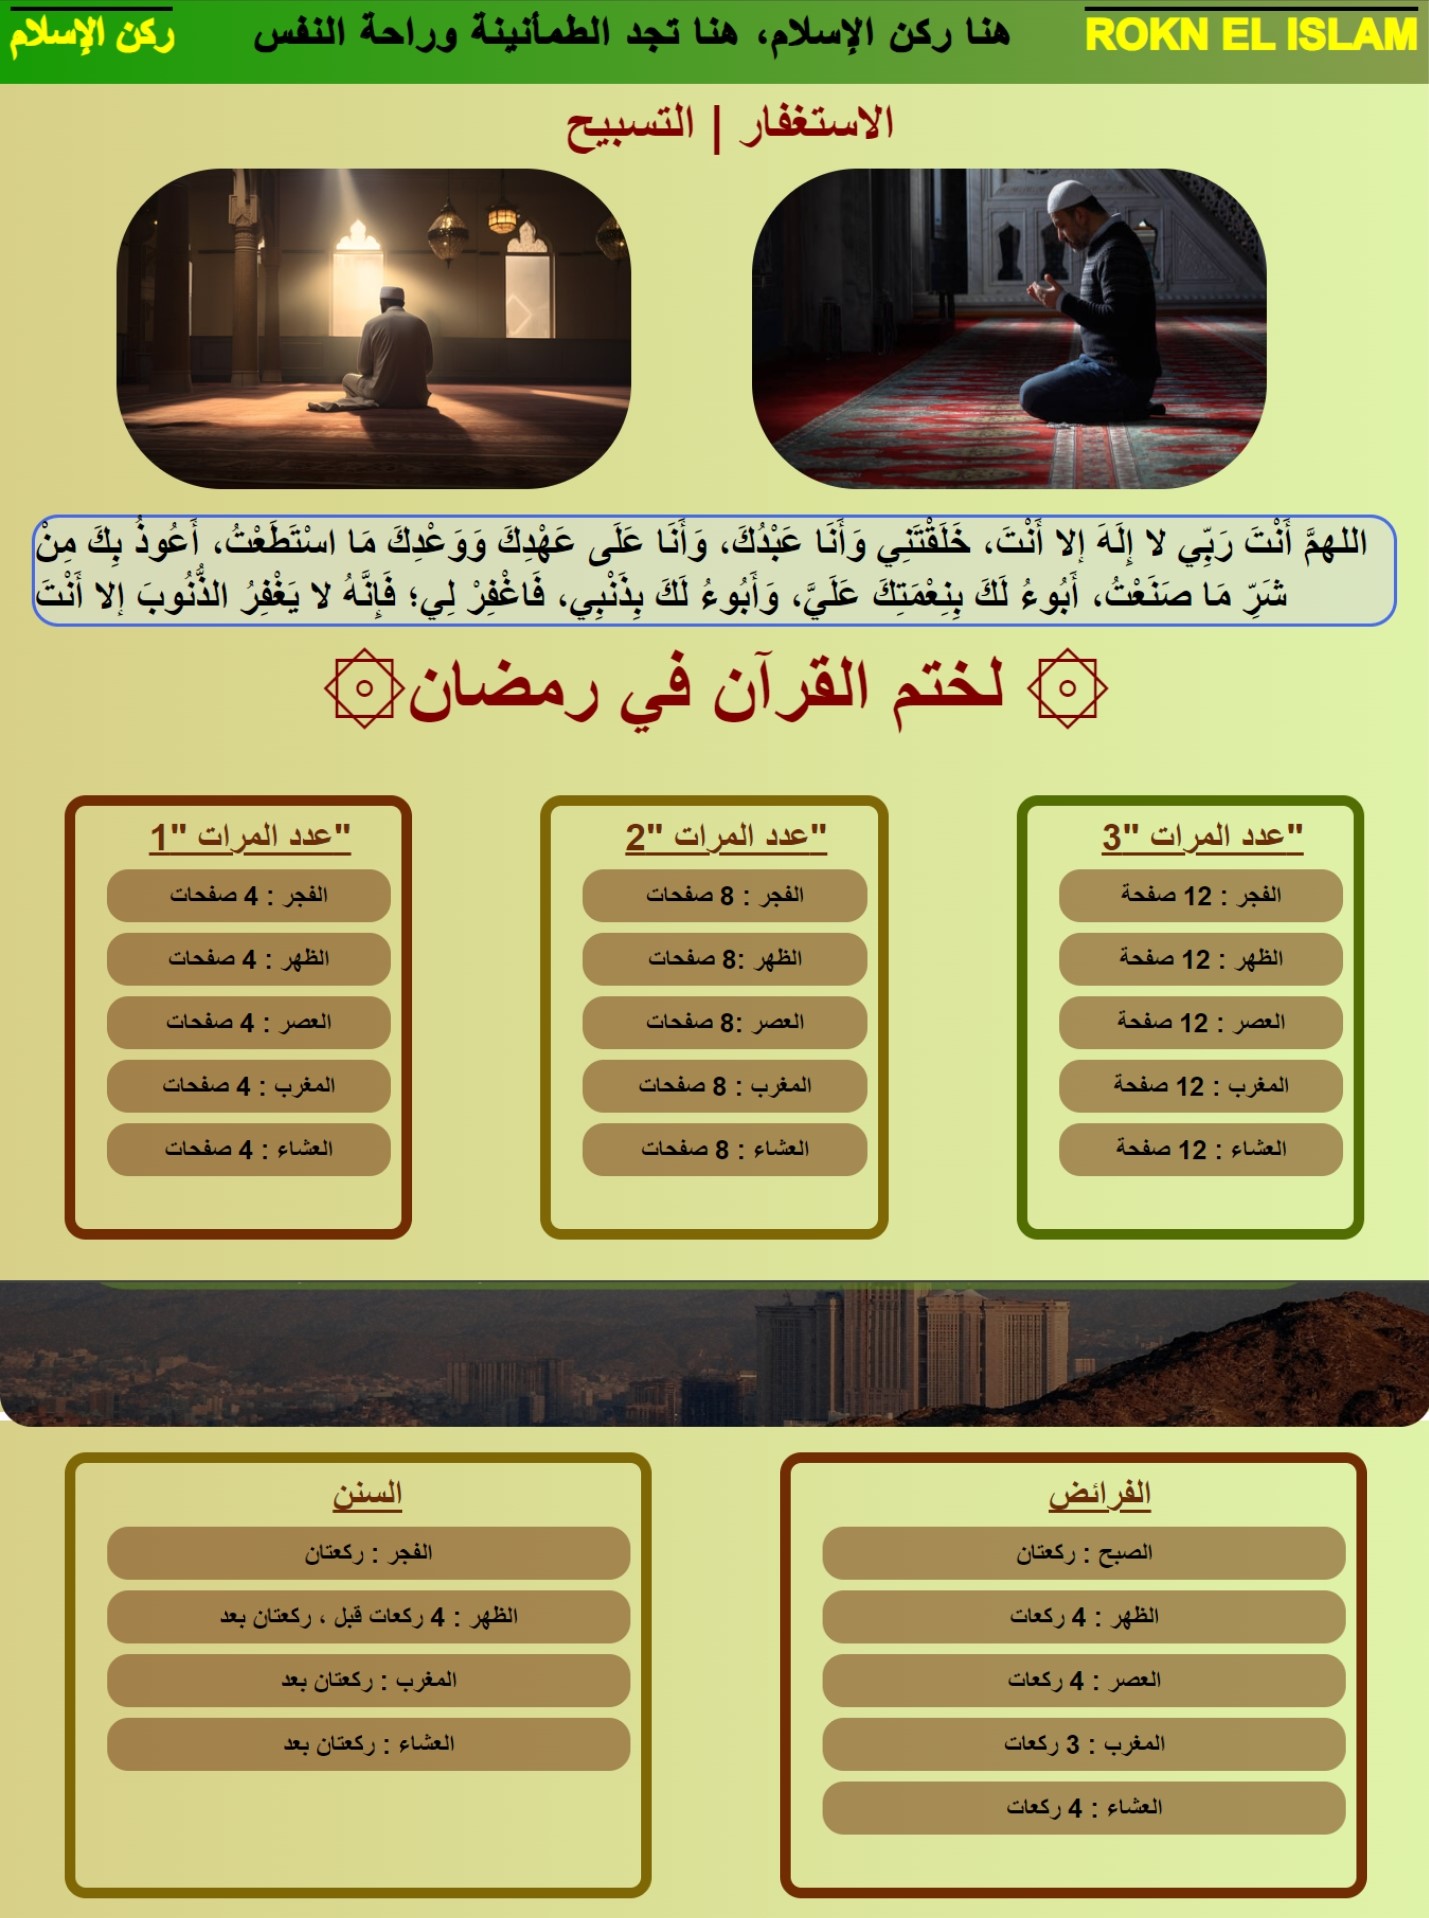 ROKN EL ISLAM
هنا ركن الإسلام، هنا تجد الطمأنينة وراحة النفس
ركن الإسلام
الاستغفار | التسبيح
اللهمَّ أَنْتَ رَبِّي لا إِلَهَ إلا أَنْتَ، خَلَقْتَنِي وَأَنَا عَبْدُكَ، وَأَنَا عَلَى عَهْدِكَ وَوَعْدِكَ مَا اسْتَطَعْتُ، أَعُوذُ بِكَ مِنْ
شَرِّ مَا صَنَعْتُ، أَبُوءُ لَكَ بِنِعْمَتِكَ عَلَيَّ، وَأَبُوءُ لَكَ بِذَنْبِي، فَاغْفِرْ لِي؛ فَإِنَّهُ لا يَغْفِرُ الذُّنُوبَ إلا أَنْتَ
۞ لختم القرآن في رمضان۞
"عدد المرات "3
الفجر : 12 صفحة
الظهر : 12 صفحة
العصر : 12 صفحة
المغرب : 12 صفحة
العشاء : 12 صفحة
"عدد المرات "2
الفجر : 8 صفحات
الظهر :8 صفحات
العصر :8 صفحات
المغرب : 8 صفحات
العشاء : 8 صفحات
"عدد المرات "1
الفجر : 4 صفحات
الظهر : 4 صفحات
العصر : 4 صفحات
المغرب : 4 صفحات
العشاء : 4 صفحات
الفرائض
الصبح : ركعتان
الظهر : 4 ركعات
العصر : 4 ركعات
المغرب : 3 ركعات
العشاء : 4 ركعات
السنن
الفجر : ركعتان
الظهر : 4 ركعات قبل ، ركعتان بعد
المغرب : ركعتان بعد
العشاء : ركعتان بعد